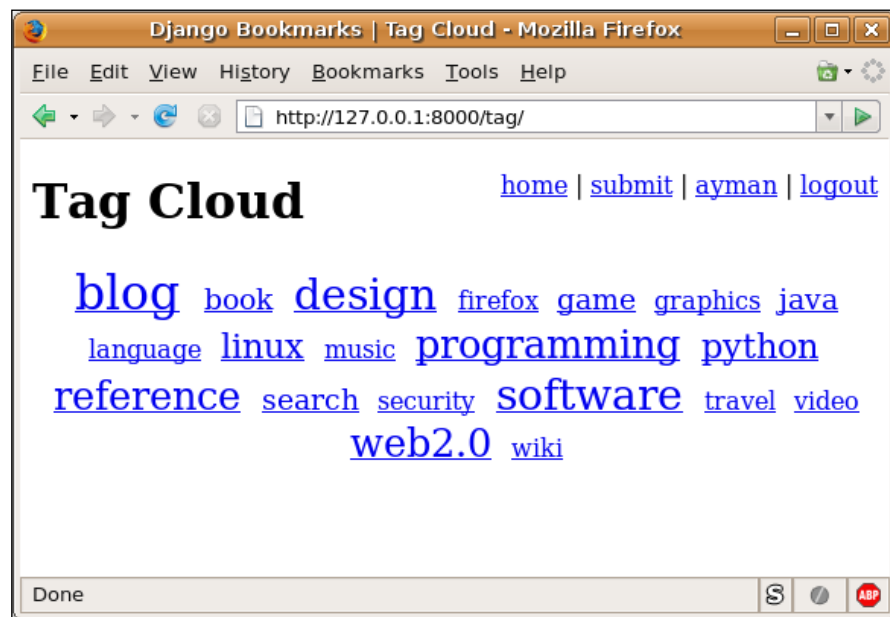 Django Bookmarks | Tag Cloud - Mozilla Firefox
File Edit View History Bookmarks Tools Help
http://127.0.0.1:8000/tag/
home | submit | ayman | logout
Tag Cloud
blog book design firefox game graphics java
language linux music programming python
reference search security software travel video
web2.0 wiki
Done
S
ABP